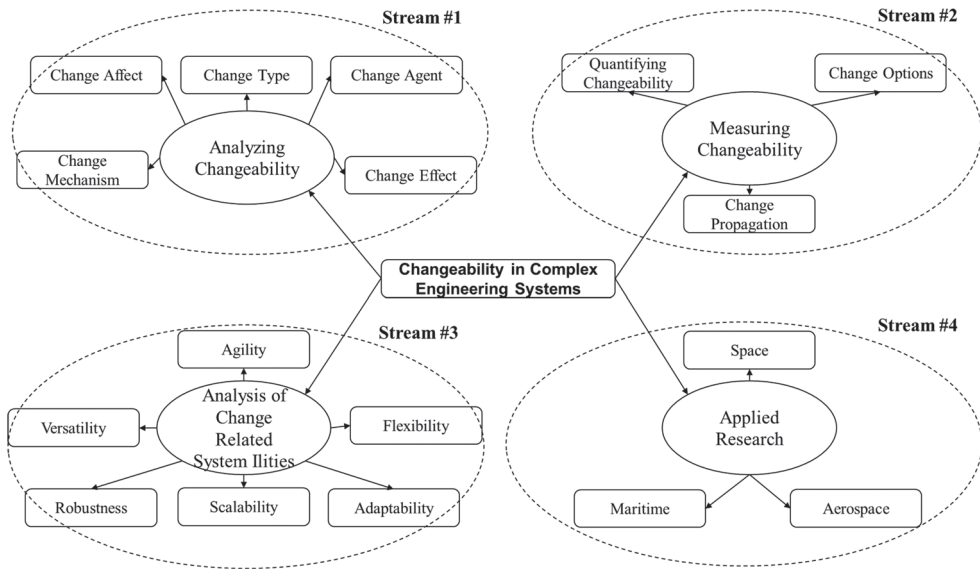 Stream #1
Change Affect
Change Type
Change Agent
Analyzing
Changeability
Change
Mechanism
Change Effect
Stream #2
Quantifying
Changeability
Change Options
Measuring
Changeability
Change
Propagation
Changeability in Complex
Engineering Systems
Stream #3
Agility
Analysis of
Change
Related
System Ilities
Versatility
Flexibility
Robustness
Scalability
Adaptability
Stream #4
Space
Applied
Research
Maritime
Aerospace